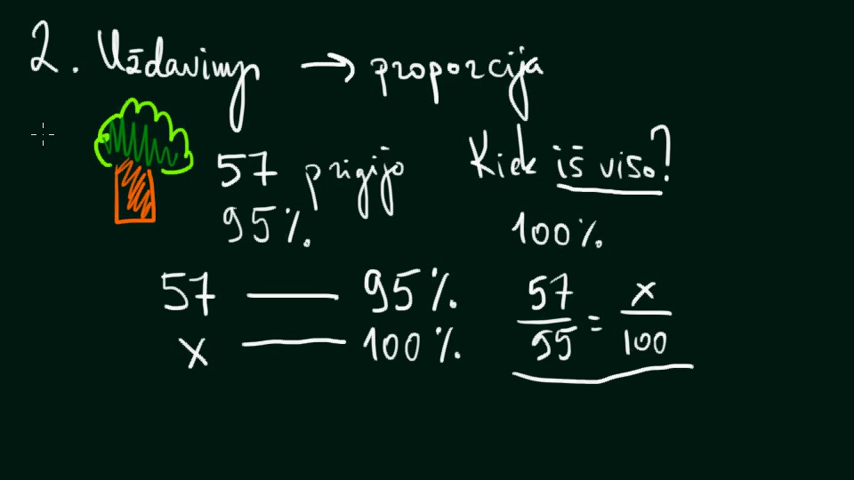 2. Uždavinys → proporcija
57 prigijo Kiek iš viso?
95% 100%
57 — 95% 57/95 = x/100
x — 100%